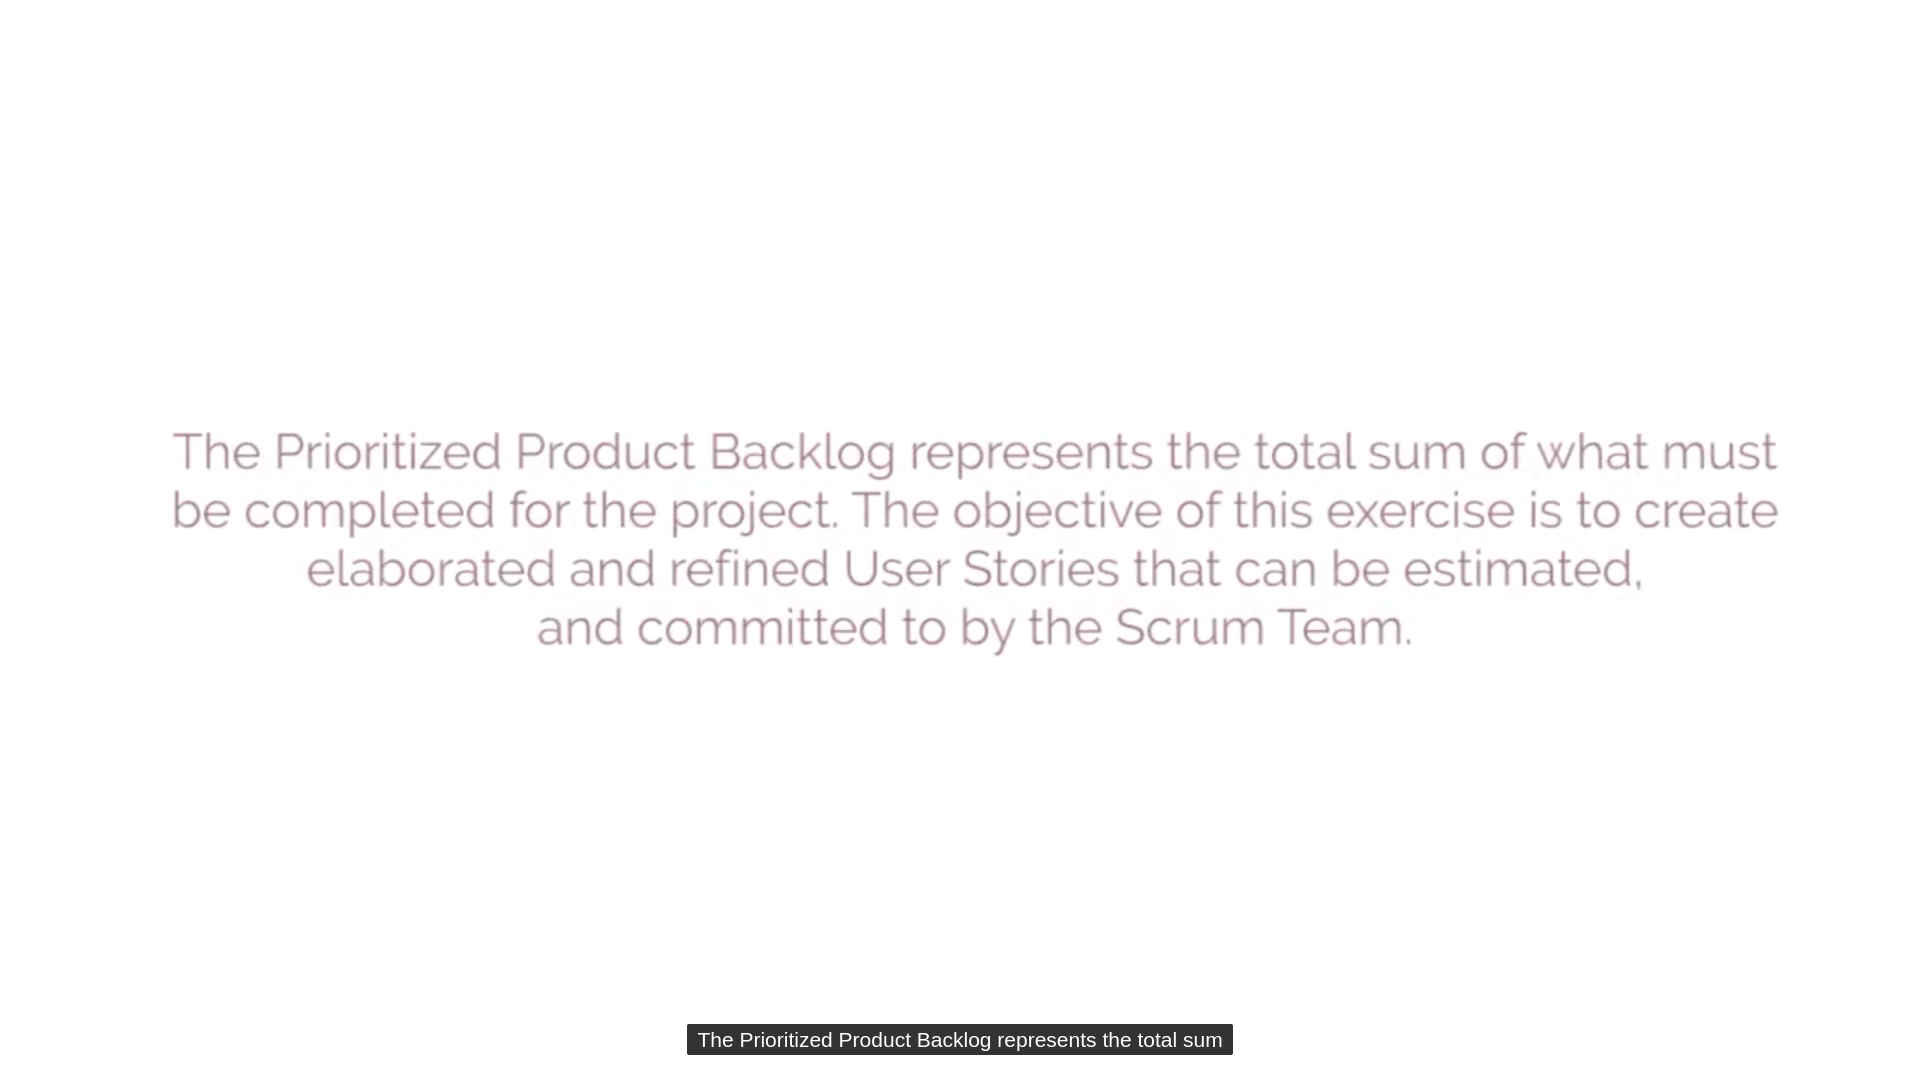 The Prioritized Product Backlog represents the total sum of what must
be completed for the project. The objective of this exercise is to create
elaborated and refined User Stories that can be estimated,
and committed to by the Scrum Team.
The Prioritized Product Backlog represents the total sum